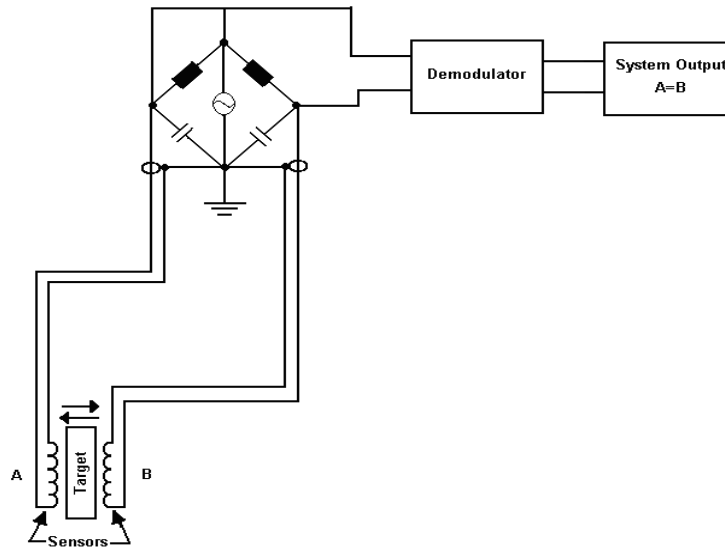 Demodulator
System Output
A=B
A
Target
B
Sensors